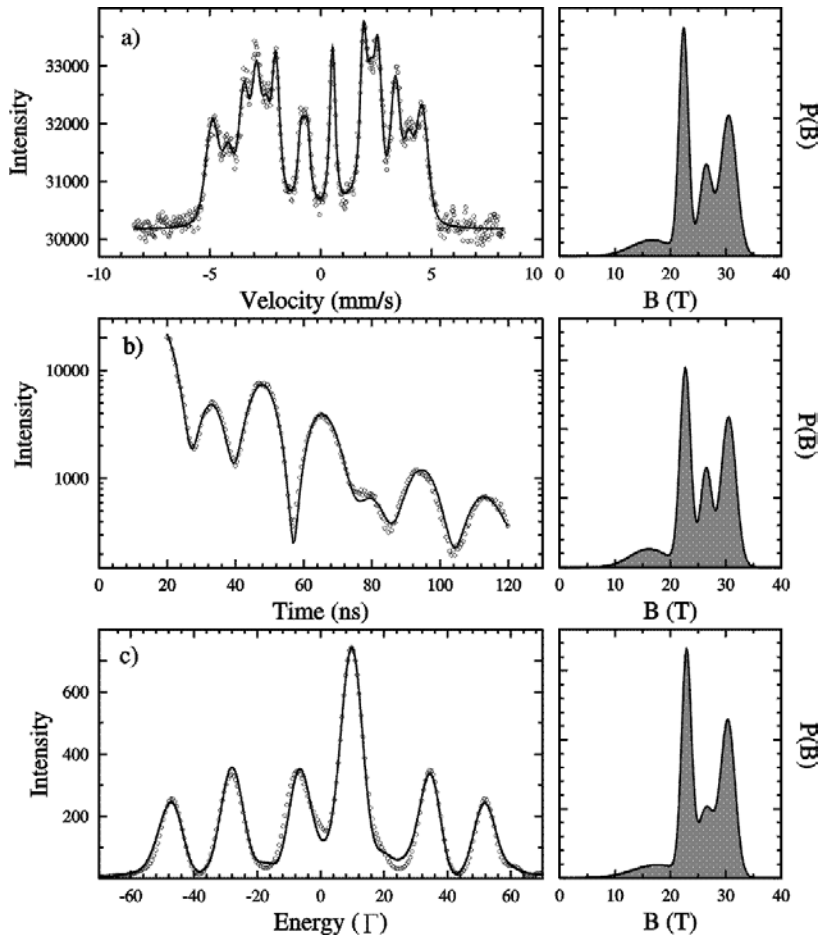 a)
33000
32000
31000
30000
Intensity
-10 -5 0 5 10
Velocity (mm/s)
P(B)
0 10 20 30 40
B (T)
b)
10000
1000
Intensity
0 20 40 60 80 100 120
Time (ns)
P(B)
0 10 20 30 40
B (T)
c)
600
400
200
Intensity
-60 -40 -20 0 20 40 60
Energy (Γ)
P(B)
0 10 20 30 40
B (T)